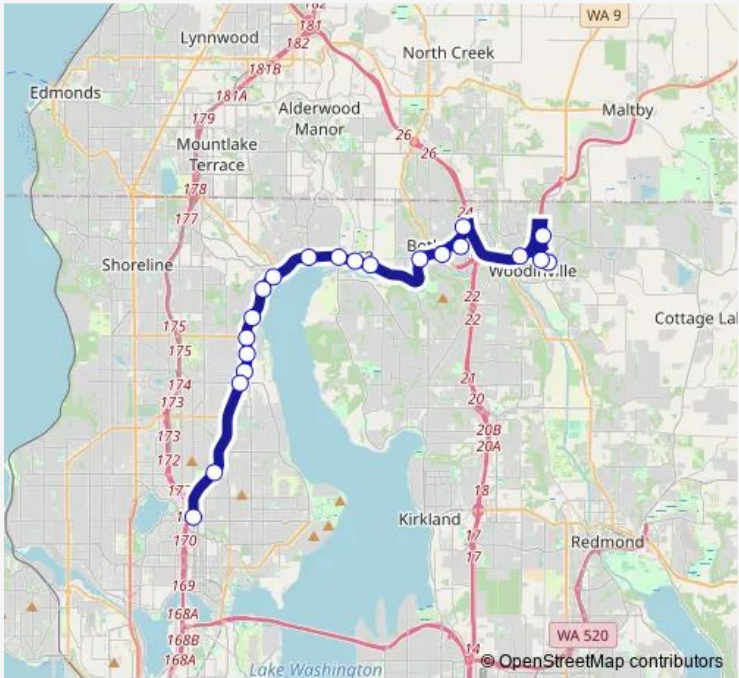 182
181
182
WA 9
Lynnwood
North Creek
181B
Edmonds
181A
Alderwood
Manor
Maltby
179
26
Mountlake
Terrace
26
178
177
24
Shoreline
Woodinville
22
22
Cottage La
175
175
21
174
173
20
20B
173
20A
172
18
Kirkland
17
170
Redmond
17
169
168A
WA 520
168B
168A
14
Lake Washington
© OpenStreetMap contributors